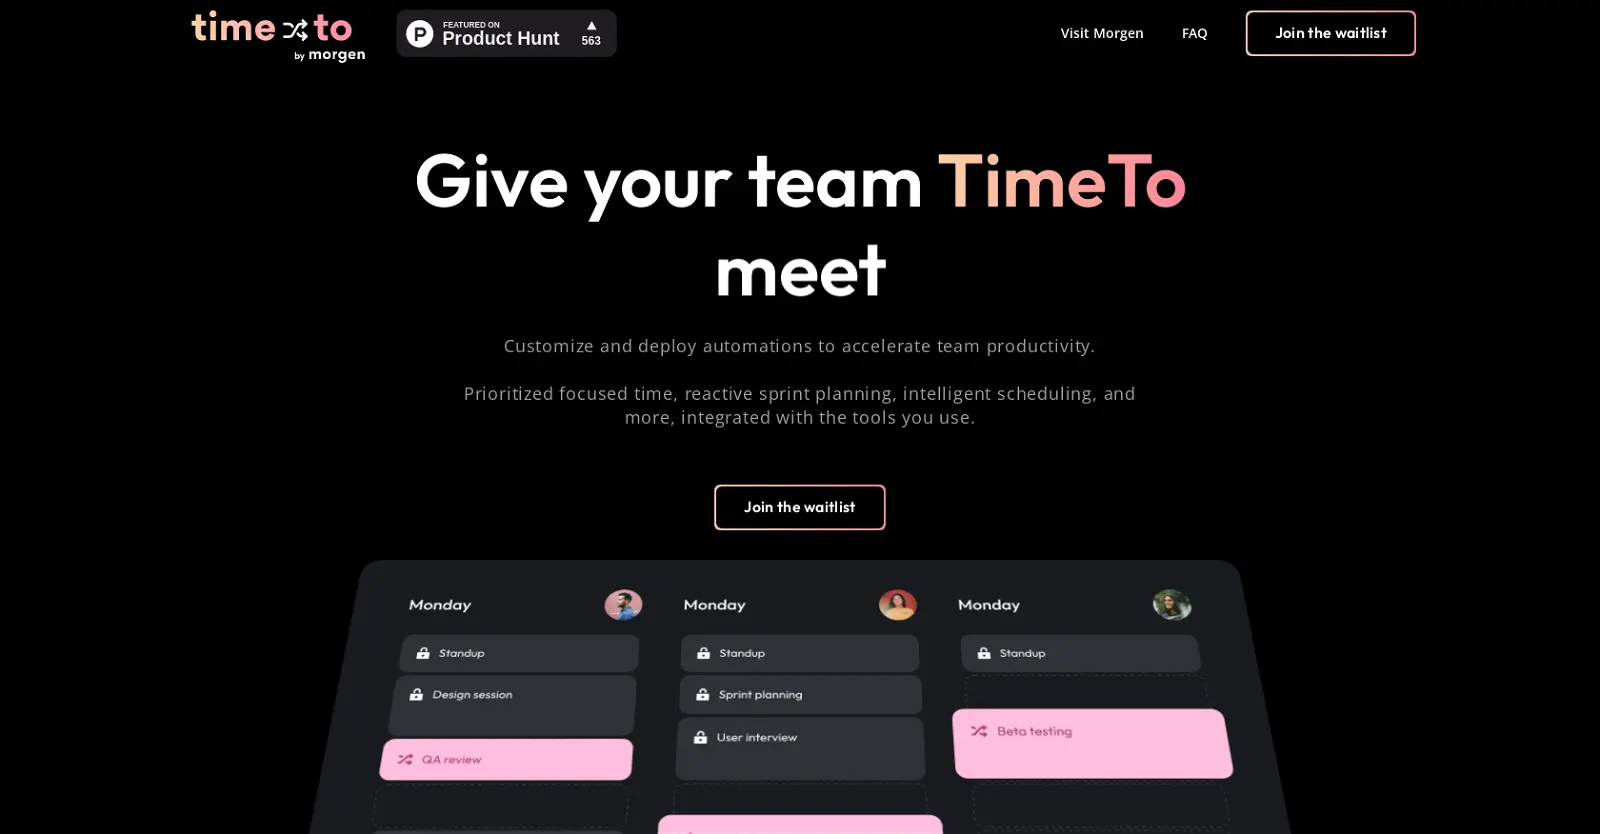 time to
by morgen
FEATURED ON
Product Hunt
563
Visit Morgen
FAQ
Join the waitlist
Give your team TimeTo
meet
Customize and deploy automations to accelerate team productivity.
Prioritized focused time, reactive sprint planning, intelligent scheduling, and
more, integrated with the tools you use.
Join the waitlist
Monday
Standup
Design session
QA review
Monday
Standup
Sprint planning
User interview
Monday
Standup
Beta testing